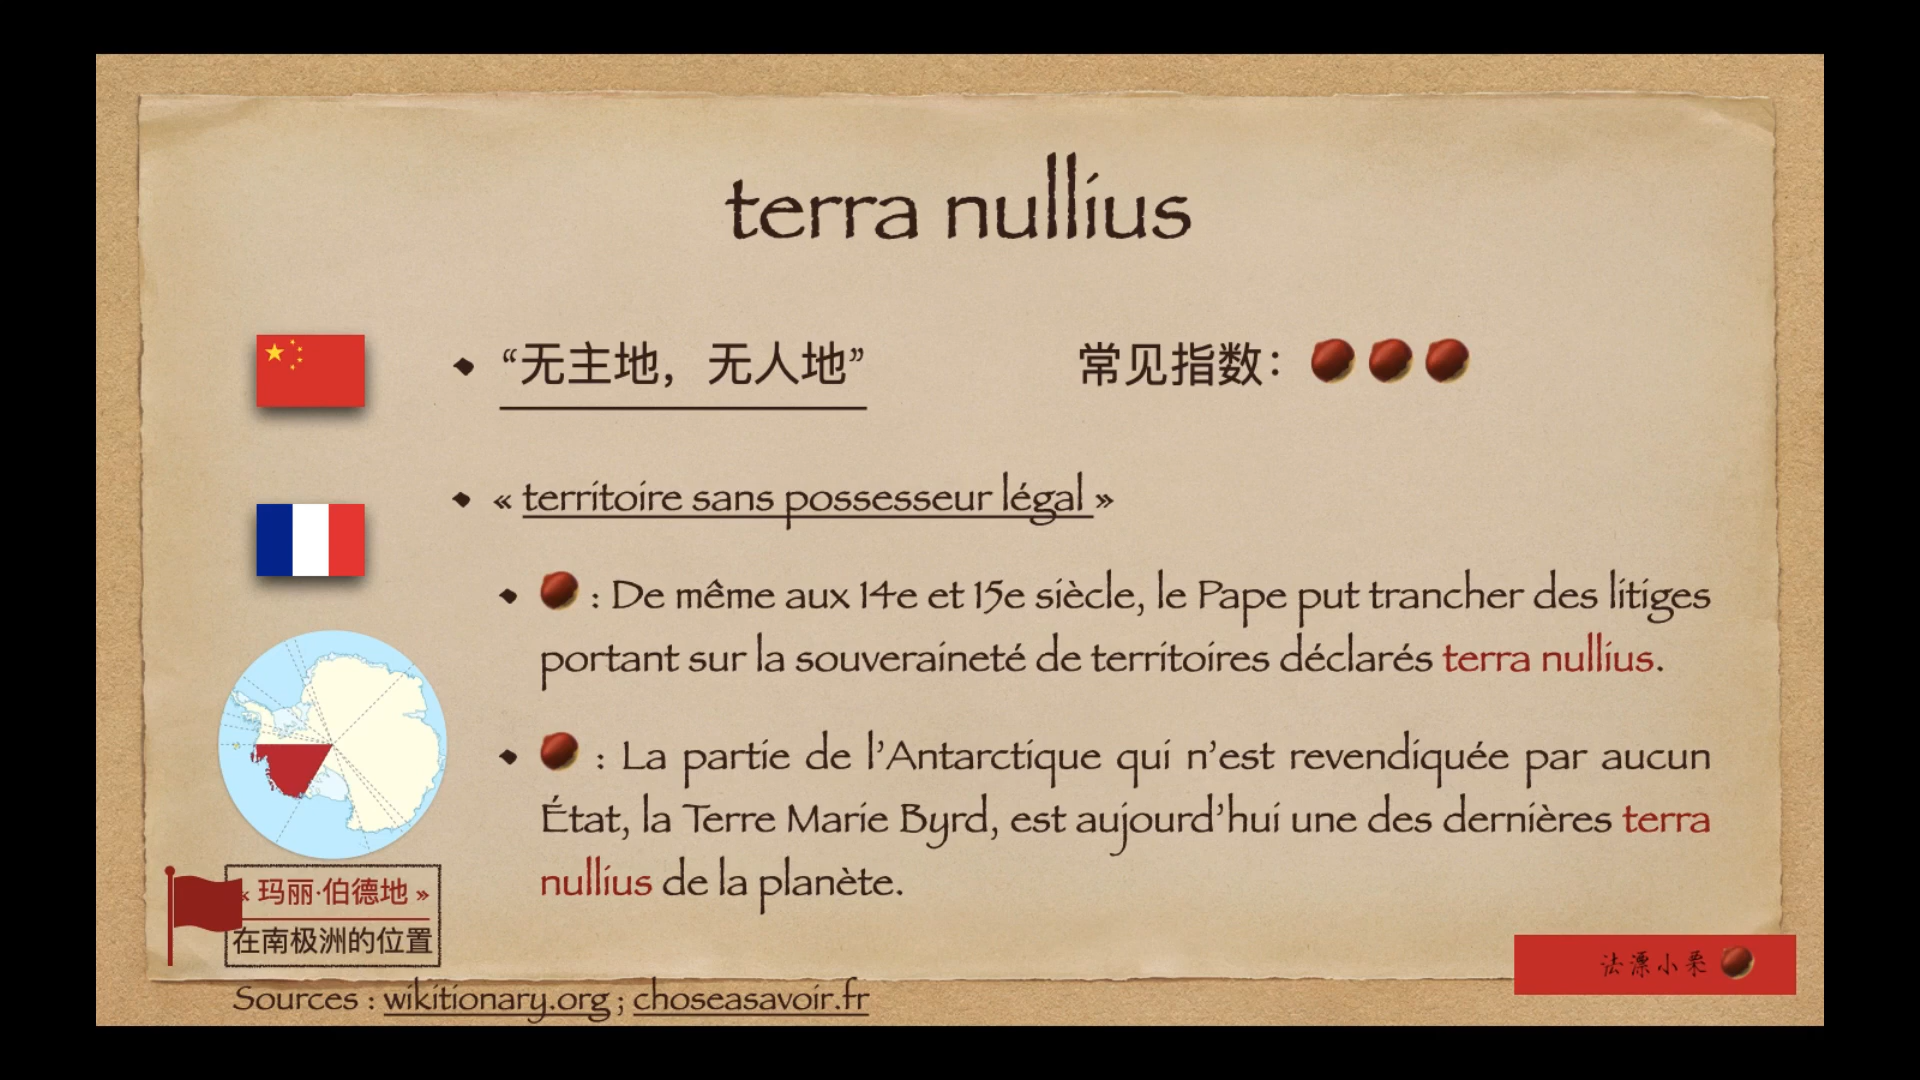 terra nullius
“无主地，无人地”
常见指数：
« territoire sans possesseur légal »
: De même aux 14e et 15e siècle, le Pape put trancher des litiges
portant sur la souveraineté de territoires déclarés terra nullius.
: La partie de l’Antarctique qui n’est revendiquée par aucun
État, la Terre Marie Byrd, est aujourd’hui une des dernières terra
nullius de la planète.
« 玛丽·伯德地 »
在南极洲的位置
Sources : wikitionary.org ; choseasavoir.fr
法漂小栗